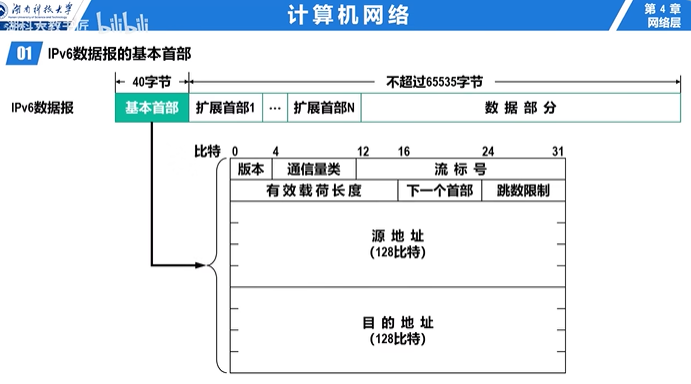 湖南科技大学
计算机网络
第 4 章
网络层
bilibili
01 IPv6数据报的基本首部
40字节 不超过65535字节
IPv6数据报 基本首部 扩展首部1 … 扩展首部N 数据部分
比特 0 4 12 16 24 31
版本 通信量类 流标号
有效载荷长度 下一个首部 跳数限制
源地址
(128比特)
目的地址
(128比特)